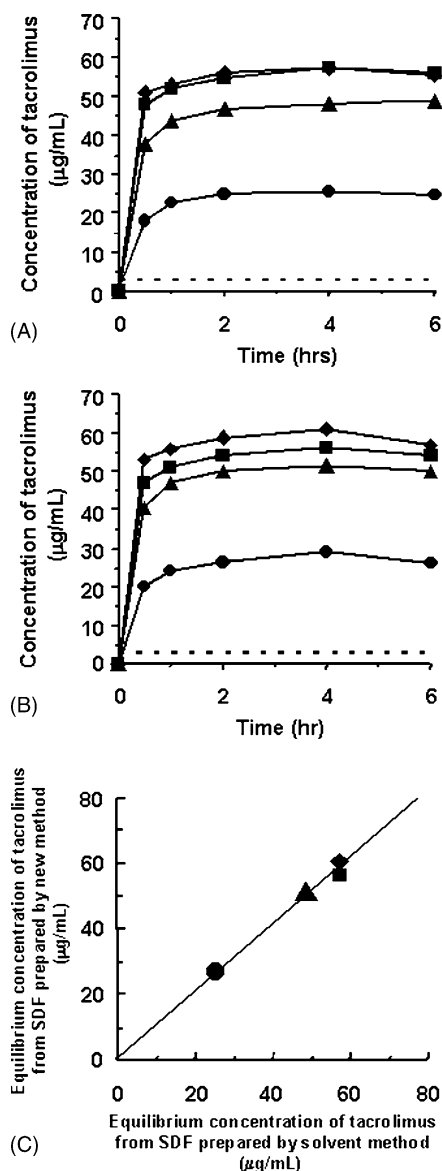 Concentration of tacrolimus
(μg/mL)
70
60
50
40
30
20
10
0
0 2 4 6
Time (hrs)
(A)
Concentration of tacrolimus
(μg/mL)
70
60
50
40
30
20
10
0
0 2 4 6
Time (hr)
(B)
Equilibrium concentration of tacrolimus
from SDF prepared by new method
(μg/mL)
80
60
40
20
0
0 20 40 60 80
Equilibrium concentration of tacrolimus
from SDF prepared by solvent method
(μg/mL)
(C)